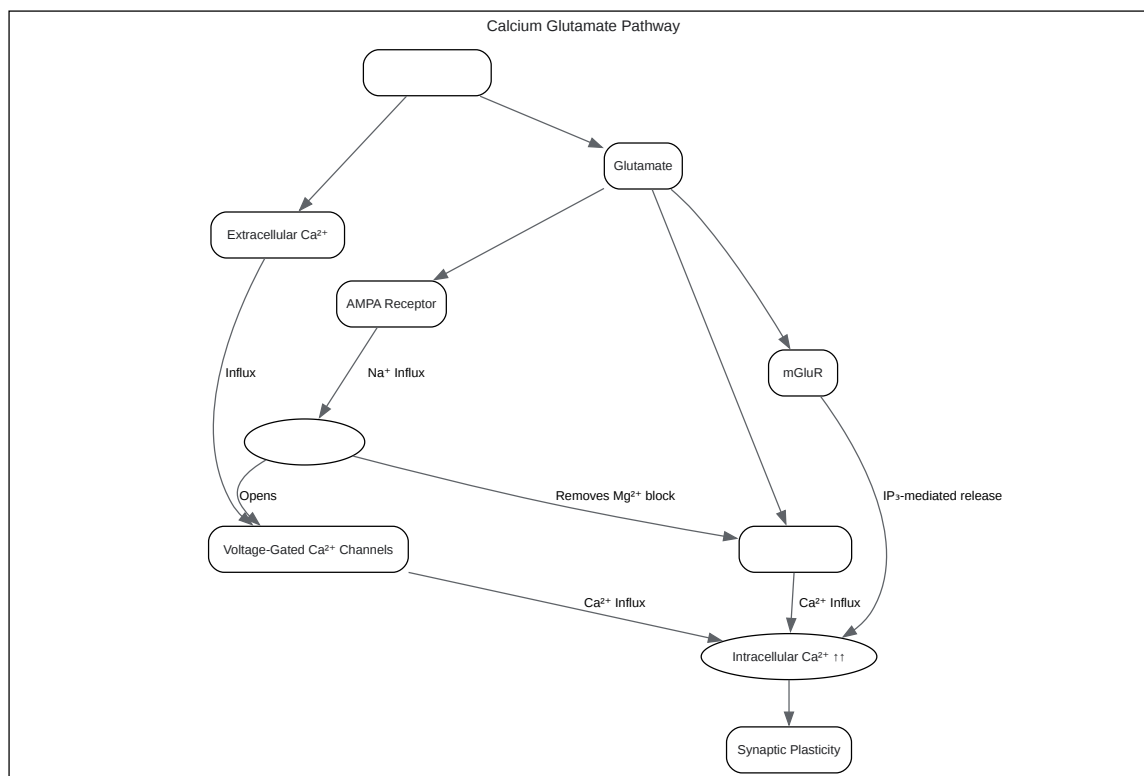 Calcium Glutamate Pathway
Glutamate
Extracellular Ca²⁺
AMPA Receptor
Influx
Na⁺ Influx
mGluR
Opens
Removes Mg²⁺ block
IP₃-mediated release
Voltage-Gated Ca²⁺ Channels
Ca²⁺ Influx
Ca²⁺ Influx
Intracellular Ca²⁺ ↑↑
Synaptic Plasticity